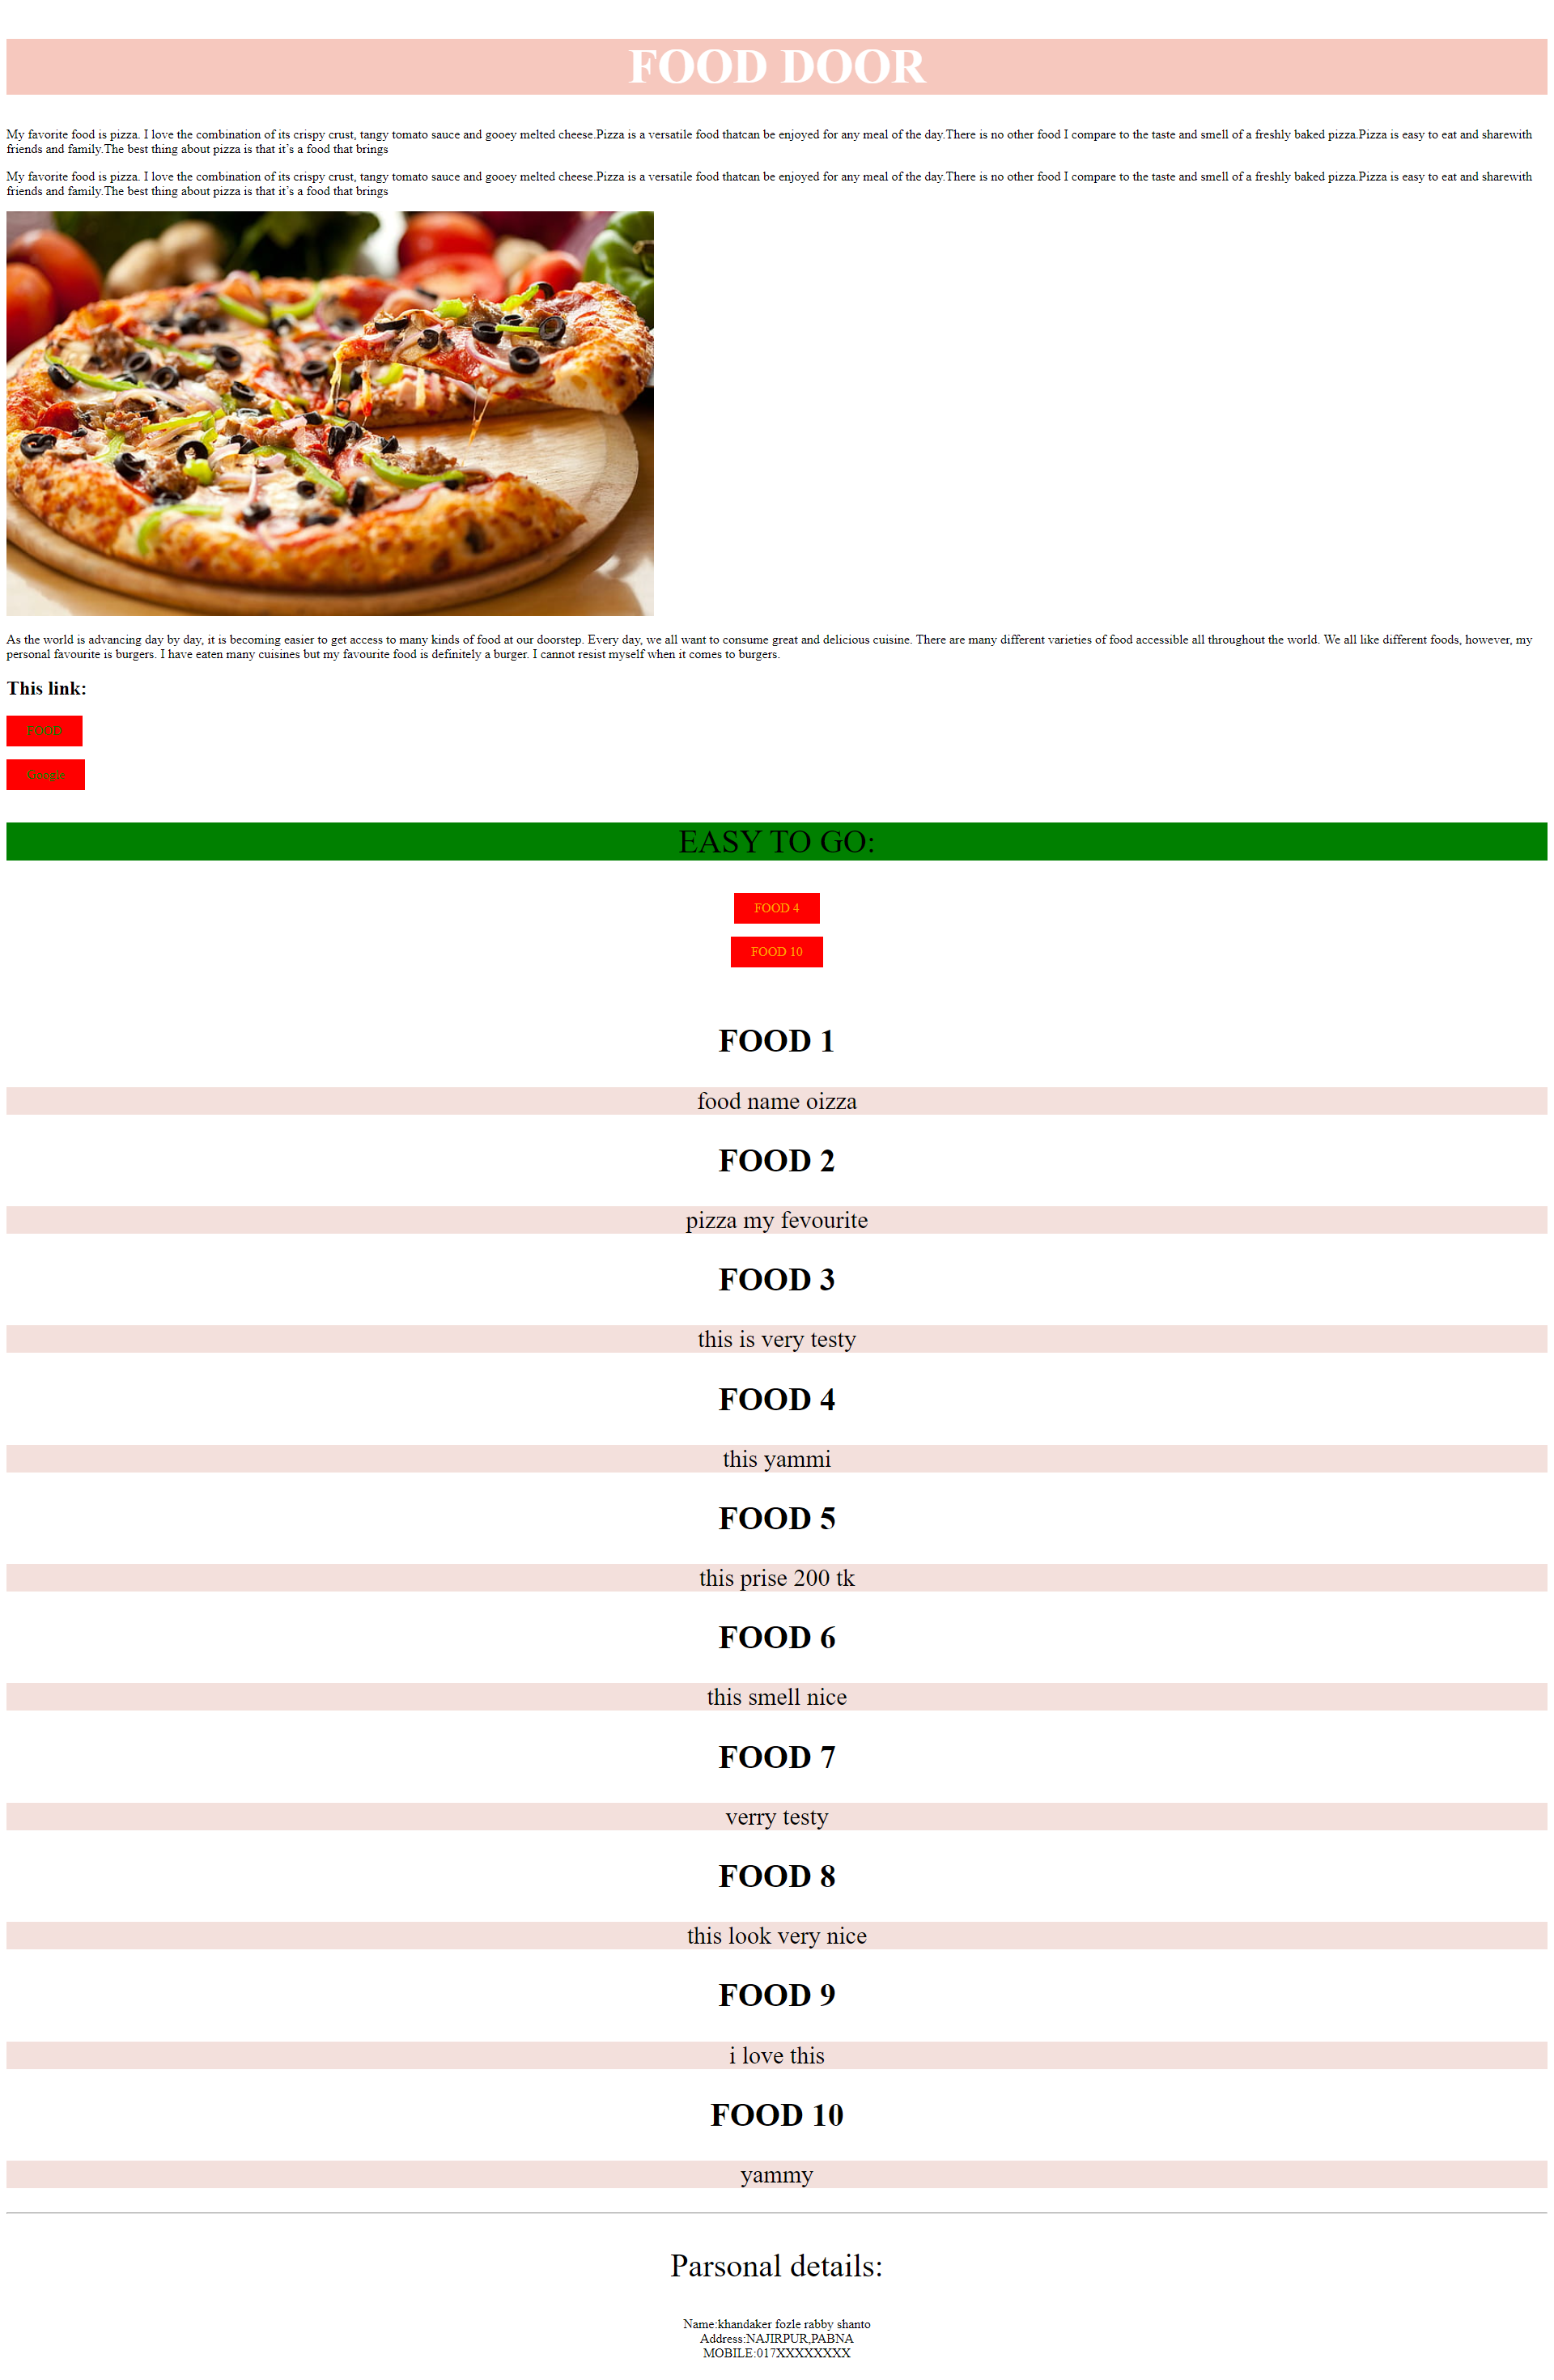 FOOD DOOR
My favorite food is pizza. I love the combination of its crispy crust, tangy tomato sauce and gooey melted cheese.Pizza is a versatile food thatcan be enjoyed for any meal of the day.There is no other food I compare to the taste and smell of a freshly baked pizza.Pizza is easy to eat and sharewith
friends and family.The best thing about pizza is that it’s a food that brings
My favorite food is pizza. I love the combination of its crispy crust, tangy tomato sauce and gooey melted cheese.Pizza is a versatile food thatcan be enjoyed for any meal of the day.There is no other food I compare to the taste and smell of a freshly baked pizza.Pizza is easy to eat and sharewith
friends and family.The best thing about pizza is that it’s a food that brings
As the world is advancing day by day, it is becoming easier to get access to many kinds of food at our doorstep. Every day, we all want to consume great and delicious cuisine. There are many different varieties of food accessible all throughout the world. We all like different foods, however, my
personal favourite is burgers. I have eaten many cuisines but my favourite food is definitely a burger. I cannot resist myself when it comes to burgers.
This link:
FOOD
Google
EASY TO GO:
FOOD 4
FOOD 10
FOOD 1
food name oizza
FOOD 2
pizza my fevourite
FOOD 3
this is very testy
FOOD 4
this yammi
FOOD 5
this prise 200 tk
FOOD 6
this smell nice
FOOD 7
verry testy
FOOD 8
this look very nice
FOOD 9
i love this
FOOD 10
yammy
Parsonal details:
Name:khandaker fozle rabby shanto
Address:NAJIRPUR,PABNA
MOBILE:017XXXXXXXX